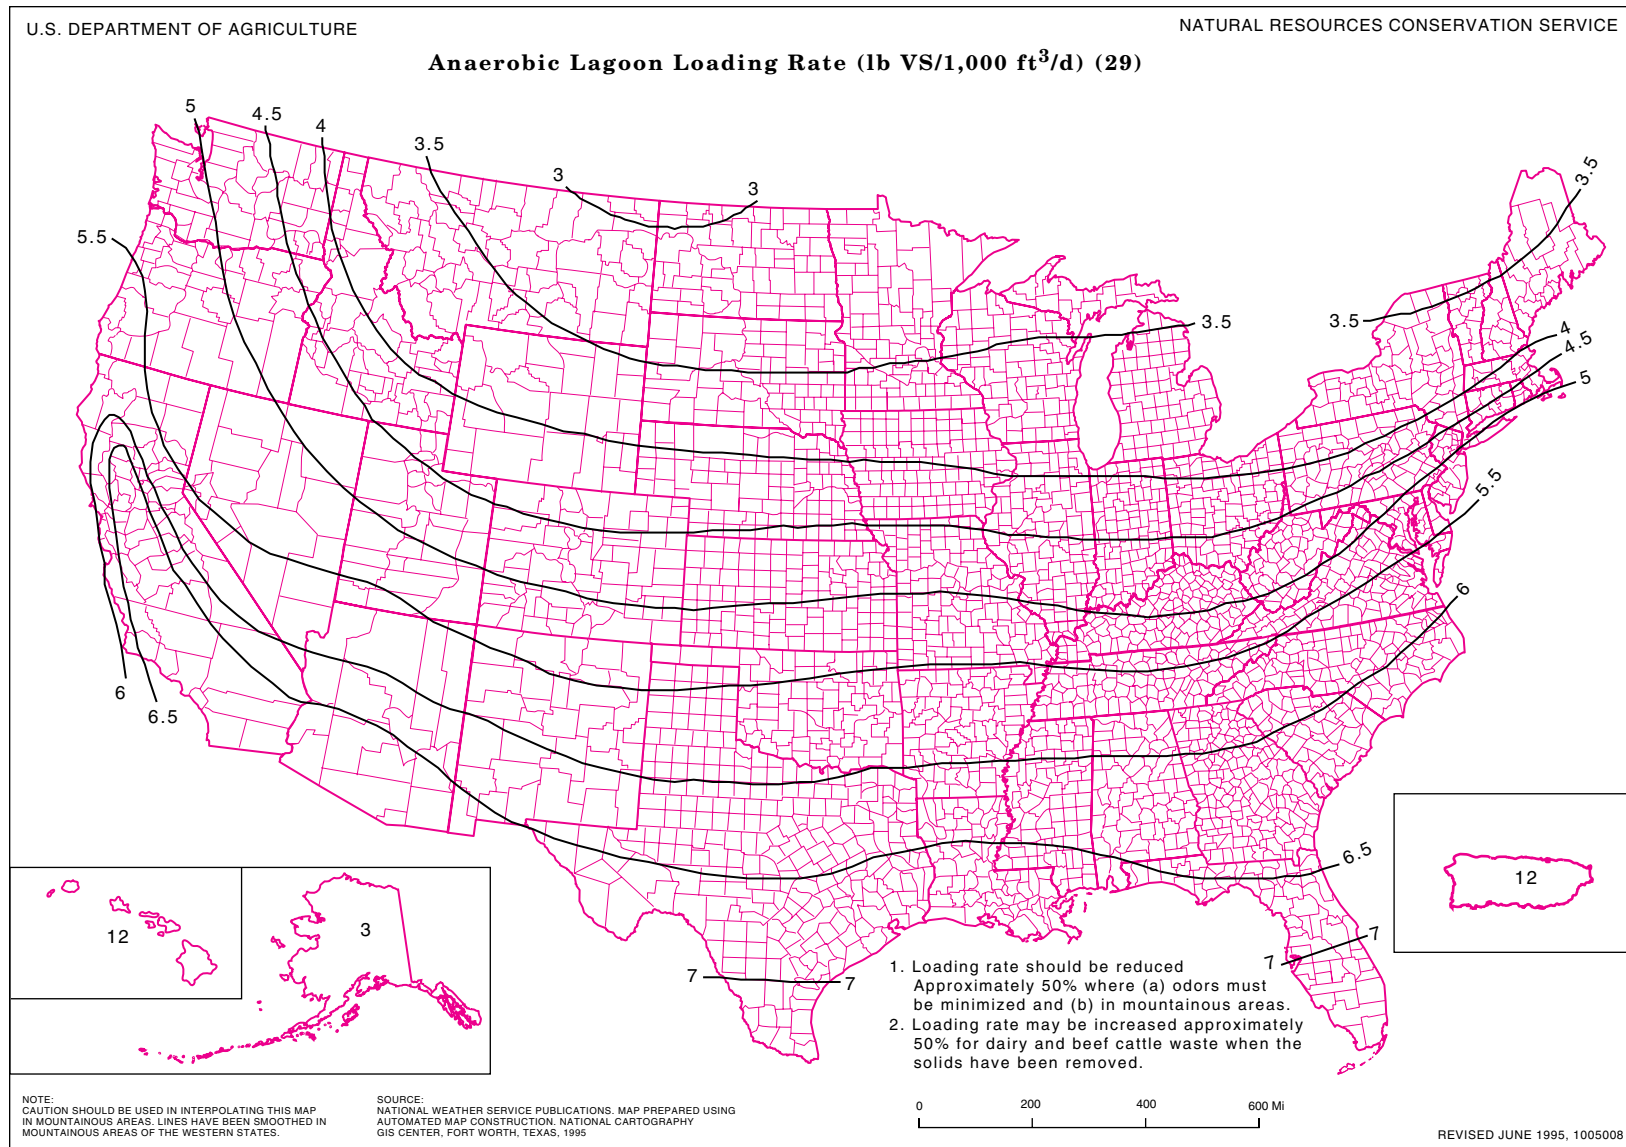 U.S. DEPARTMENT OF AGRICULTURE
NATURAL RESOURCES CONSERVATION SERVICE
Anaerobic Lagoon Loading Rate (lb VS/1,000 ft³/d) (29)
5
4.5
4
3.5
3
3
3.5
5.5
3.5
3.5
4
4.5
5
5.5
6
6
6.5
6.5
7
7
7
7
12
3
12
1. Loading rate should be reduced
Approximately 50% where (a) odors must
be minimized and (b) in mountainous areas.
2. Loading rate may be increased approximately
50% for dairy and beef cattle waste when the
solids have been removed.
NOTE:
CAUTION SHOULD BE USED IN INTERPOLATING THIS MAP
IN MOUNTAINOUS AREAS. LINES HAVE BEEN SMOOTHED IN
MOUNTAINOUS AREAS OF THE WESTERN STATES.
SOURCE:
NATIONAL WEATHER SERVICE PUBLICATIONS. MAP PREPARED USING
AUTOMATED MAP CONSTRUCTION. NATIONAL CARTOGRAPHY
GIS CENTER, FORT WORTH, TEXAS, 1995
0 200 400 600 Mi
REVISED JUNE 1995, 1005008